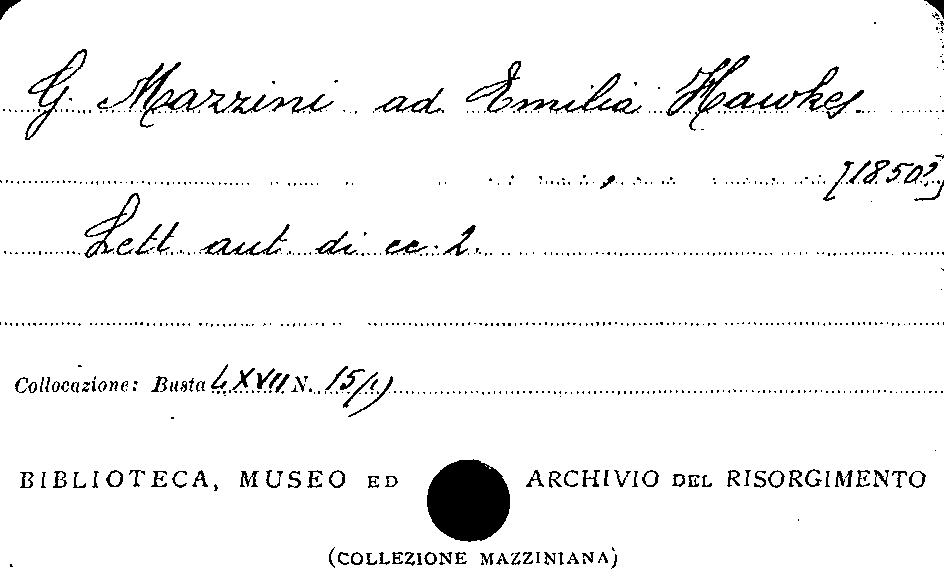 G. Mazzini ad Emilia Hawkes.
, [1850?]
Lett. aut. di cc. 2.
Collocazione: Busta LXVII N. 15/1)
BIBLIOTECA, MUSEO ED ARCHIVIO DEL RISORGIMENTO
(COLLEZIONE MAZZINIANA)